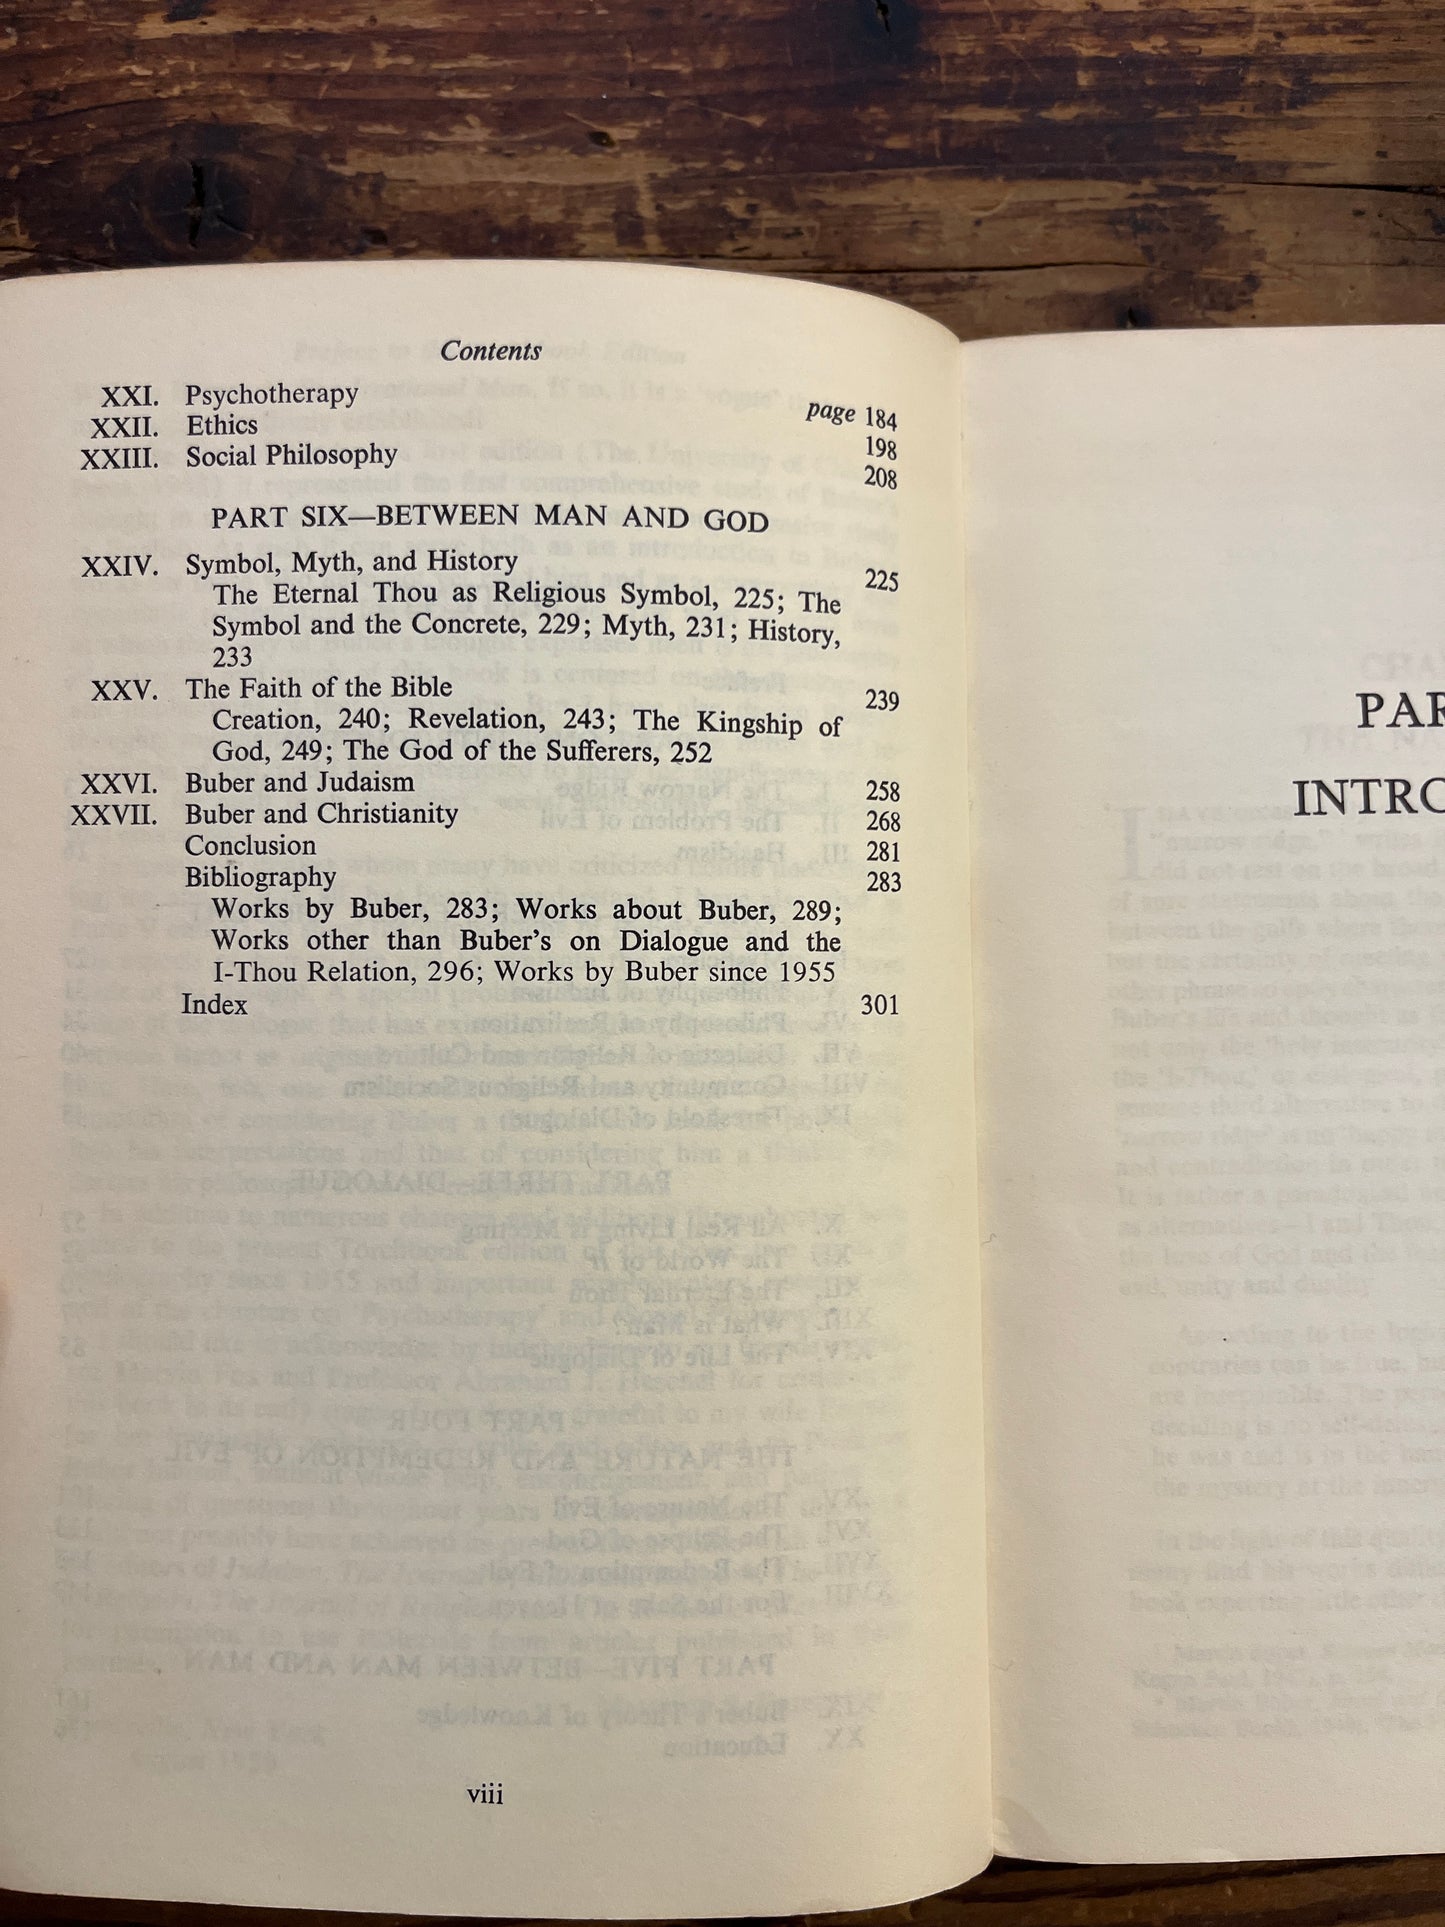 Contents
XXI. Psychotherapy page 184
XXII. Ethics 198
XXIII. Social Philosophy 208
PART SIX—BETWEEN MAN AND GOD
XXIV. Symbol, Myth, and History 225
The Eternal Thou as Religious Symbol, 225; The
Symbol and the Concrete, 229; Myth, 231; History,
233
XXV. The Faith of the Bible 239
Creation, 240; Revelation, 243; The Kingship of
God, 249; The God of the Sufferers, 252
XXVI. Buber and Judaism 258
XXVII. Buber and Christianity 268
Conclusion 281
Bibliography 283
Works by Buber, 283; Works about Buber, 289;
Works other than Buber's on Dialogue and the
I-Thou Relation, 296; Works by Buber since 1955
Index 301
viii
PAR
INTRO